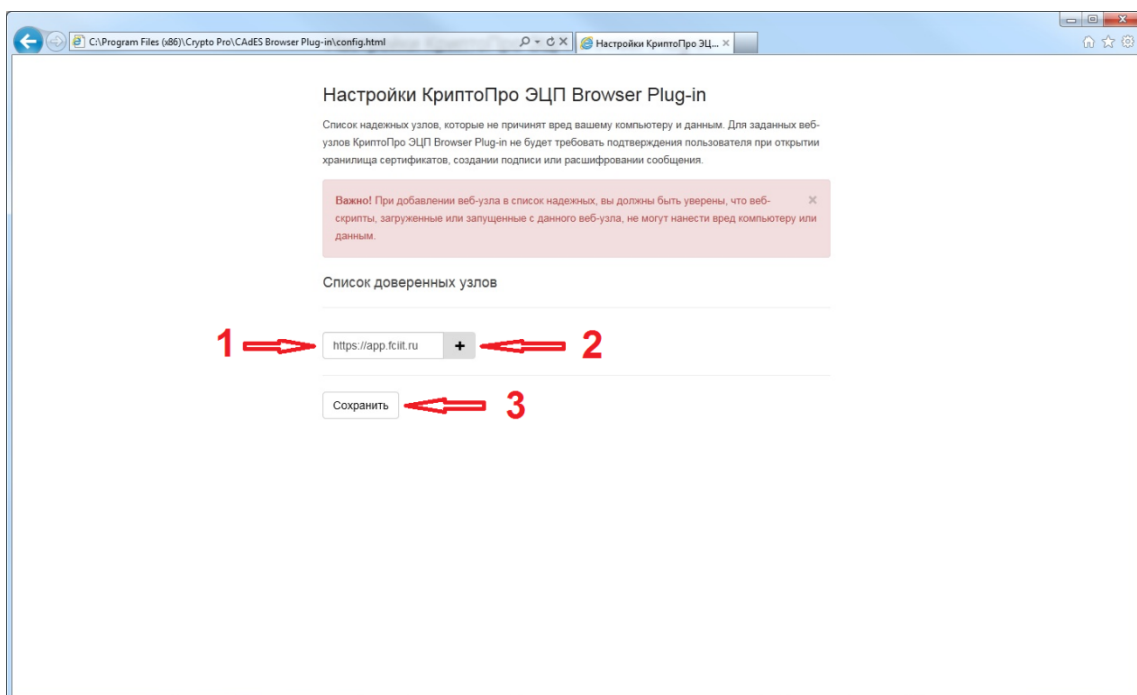 C:\Program Files (x86)\Crypto Pro\CAdES Browser Plug-in\config.html
Настройки КриптоПро ЭЦ...
Настройки КриптоПро ЭЦП Browser Plug-in
Список надежных узлов, которые не причинят вред вашему компьютеру и данным. Для заданных веб-
узлов КриптоПро ЭЦП Browser Plug-in не будет требовать подтверждения пользователя при открытии
хранилища сертификатов, создании подписи или расшифровании сообщения.
Важно! При добавлении веб-узла в список надежных, вы должны быть уверены, что веб-
скрипты, загруженные или запущенные с данного веб-узла, не могут нанести вред компьютеру или
данным.
Список доверенных узлов
1 https://app.fciit.ru + 2
Сохранить 3